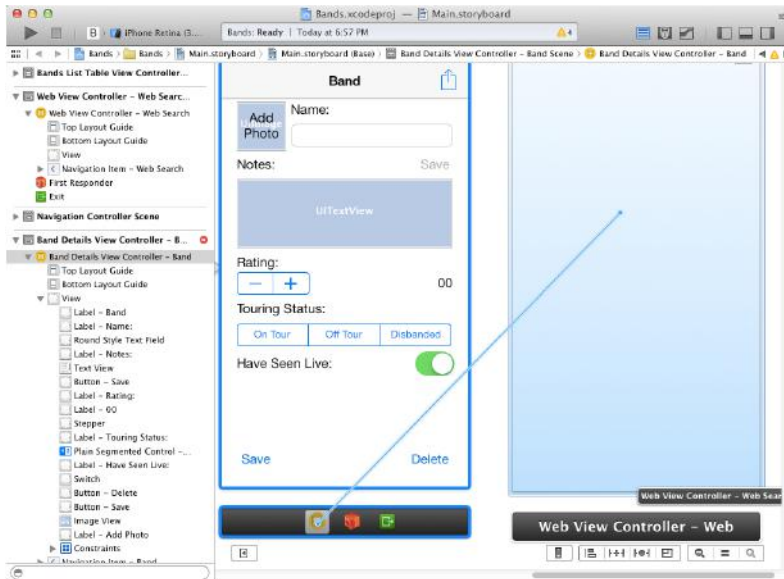 Bands.xcodeproj — Main.storyboard
B iPhone Retina (3....
Bands: Ready | Today at 6:57 PM
Bands Bands Main.storyboard Main.storyboard (Base) Band Details View Controller – Band Scene Band Details View Controller – Band
Bands List Table View Controller...
Web View Controller – Web Searc...
Web View Controller – Web Search
Top Layout Guide
Bottom Layout Guide
View
Navigation Item – Web Search
First Responder
Exit
Navigation Controller Scene
Band Details View Controller – B...
Band Details View Controller – Band
Top Layout Guide
Bottom Layout Guide
View
Label – Band
Label – Name:
Round Style Text Field
Label – Notes:
Text View
Button – Save
Label – Rating:
Label – 00
Stepper
Label – Touring Status:
Plain Segmented Control –...
Label – Have Seen Live:
Switch
Button – Delete
Button – Save
Image View
Label – Add Photo
Constraints
Navigation Item – Band
Band
Add
Photo
Name:
Notes:
Save
UITextView
Rating:
00
Touring Status:
On Tour
Off Tour
Disbanded
Have Seen Live:
Save
Delete
Web View Controller – Web Sear
Web View Controller – Web